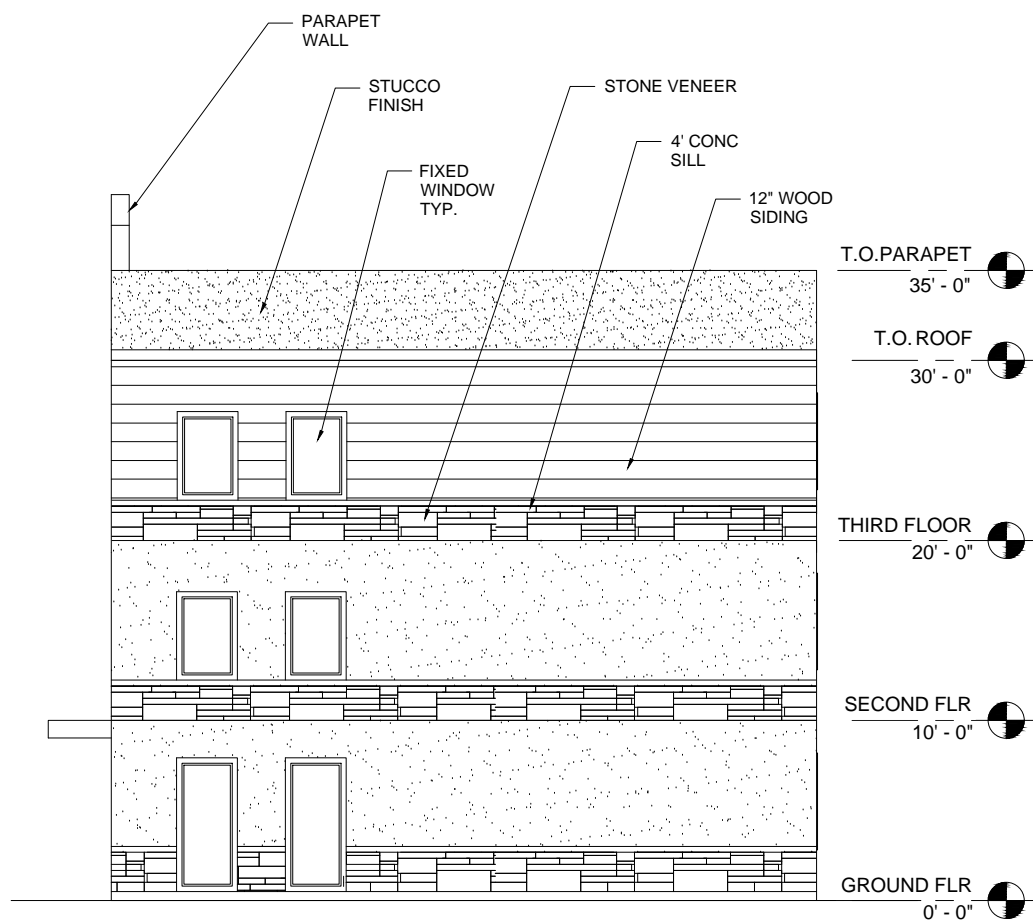 PARAPET
WALL
STUCCO
FINISH
STONE VENEER
4' CONC
SILL
FIXED
WINDOW
TYP.
12" WOOD
SIDING
T.O.PARAPET
35' - 0"
T.O. ROOF
30' - 0"
THIRD FLOOR
20' - 0"
SECOND FLR
10' - 0"
GROUND FLR
0' - 0"